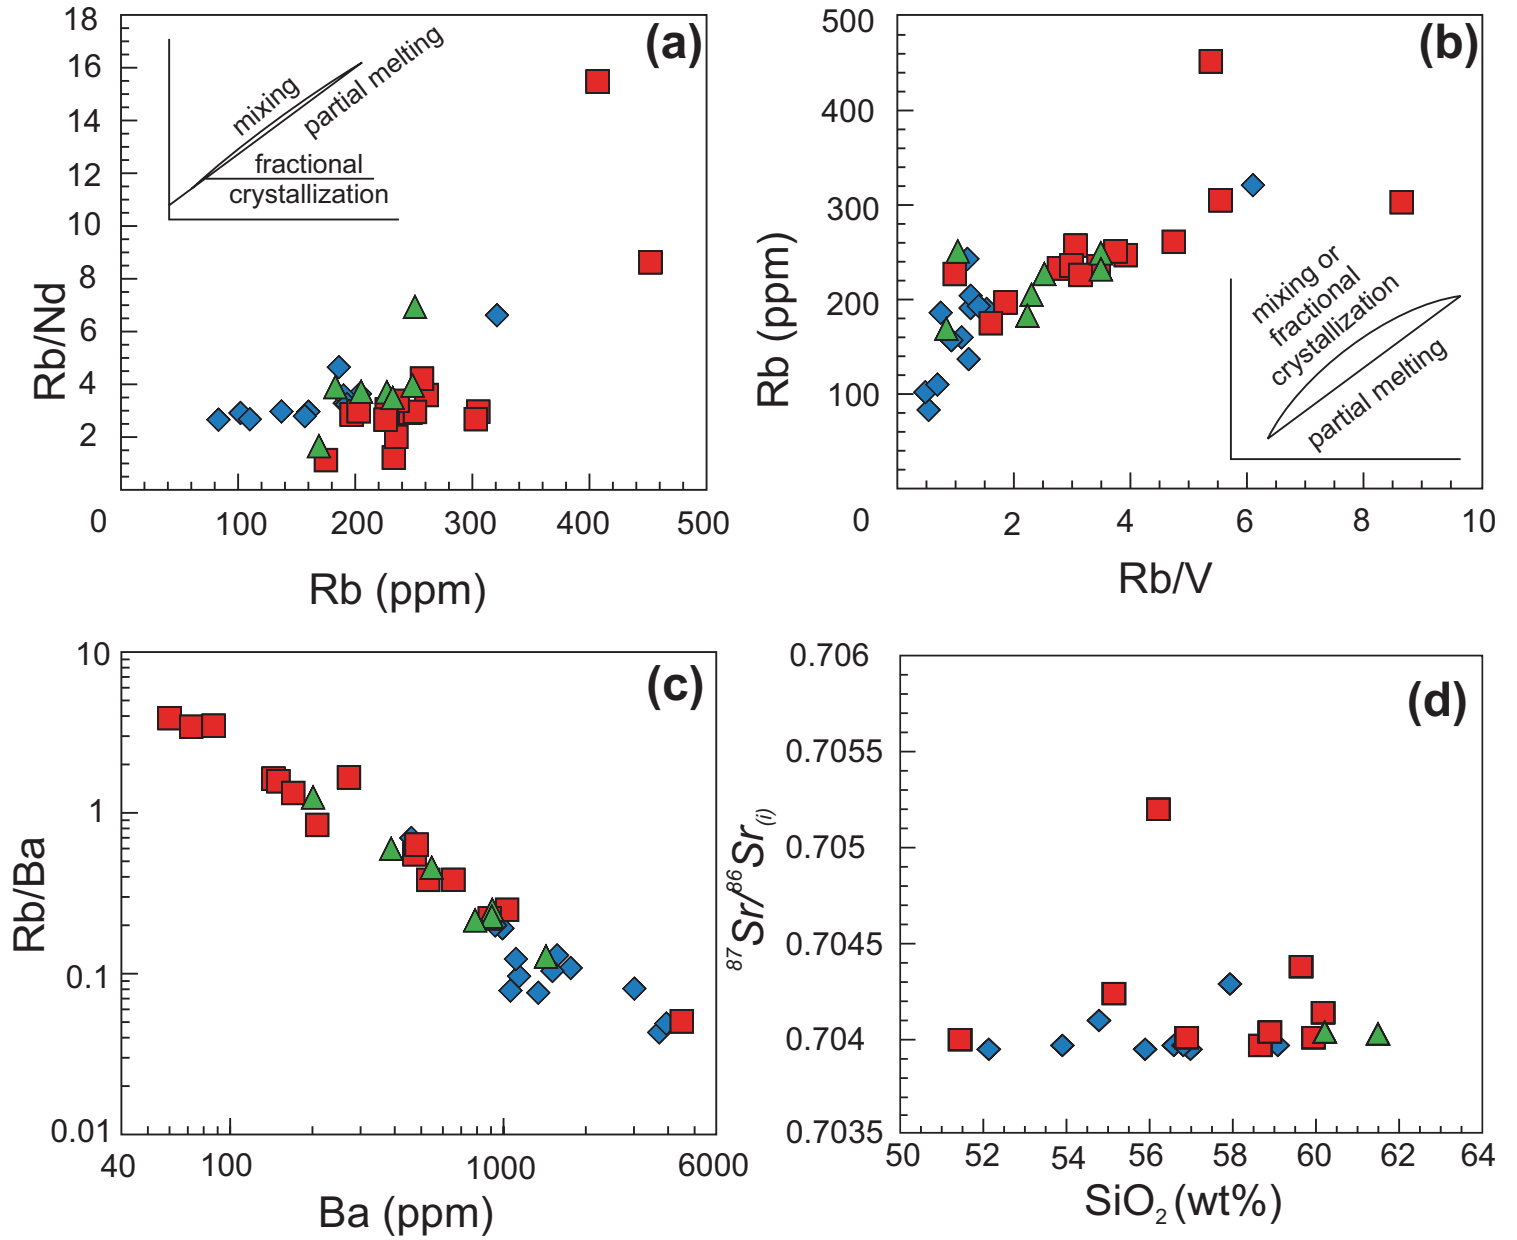 (a)
18
16
14
12
10
8
6
4
2
0
100
200
300
400
500
Rb/Nd
Rb (ppm)
mixing
partial melting
fractional
crystallization
(b)
500
400
300
200
100
0
2
4
6
8
10
Rb (ppm)
Rb/V
mixing or
fractional
crystallization
partial melting
(c)
10
1
0.1
0.01
40
100
1000
6000
Rb/Ba
Ba (ppm)
(d)
0.706
0.7055
0.705
0.7045
0.704
0.7035
50
52
54
56
58
60
62
64
⁸⁷Sr/⁸⁶Sr₍ᵢ₎
SiO₂ (wt%)